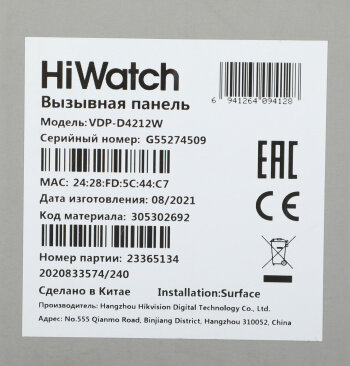 HiWatch
Вызывная панель
6 941264 094128
Модель: VDP-D4212W
Серийный номер: G55274509
EAC
MAC: 24:28:FD:5C:44:C7
Дата изготовления: 08/2021
CE
Код материала: 305302692
Номер партии: 23365134
2020833574/240
Сделано в Китае Installation:Surface
Производитель: Hangzhou Hikvision Digital Technology Co., Ltd.
Адрес: No.555 Qianmo Road, Binjiang District, Hangzhou 310052, China